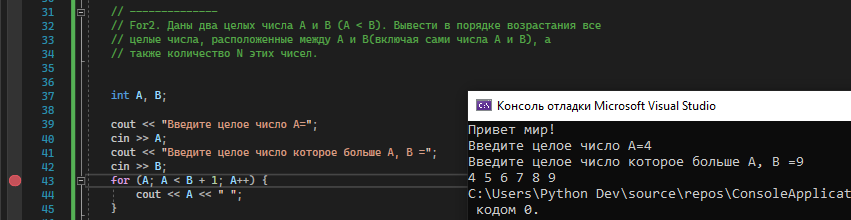 31 // --------------
32 // For2. Даны два целых числа A и B (A < B). Вывести в порядке возрастания все
33 // целые числа, расположенные между A и B(включая сами числа A и B), а
34 // также количество N этих чисел.
35
36
37 int A, B;
38
39 cout << "Введите целое число A=";
40 cin >> A;
41 cout << "Введите целое число которое больше A, B =";
42 cin >> B;
43 for (A; A < B + 1; A++) {
44 cout << A << " ";
45 }
Консоль отладки Microsoft Visual Studio
Привет мир!
Введите целое число A=4
Введите целое число которое больше A, B =9
4 5 6 7 8 9
C:\Users\Python Dev\source\repos\ConsoleApplicat
кодом 0.